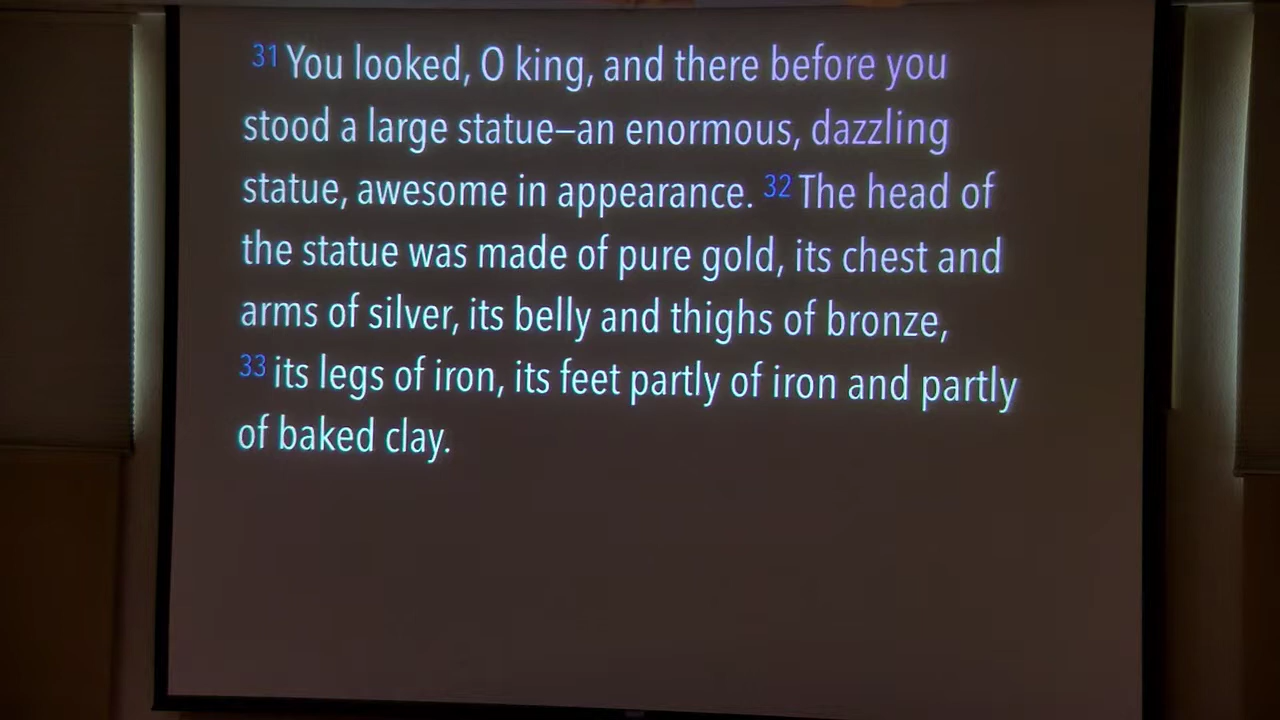 31 You looked, O king, and there before you
stood a large statue–an enormous, dazzling
statue, awesome in appearance. 32 The head of
the statue was made of pure gold, its chest and
arms of silver, its belly and thighs of bronze,
33 its legs of iron, its feet partly of iron and partly
of baked clay.